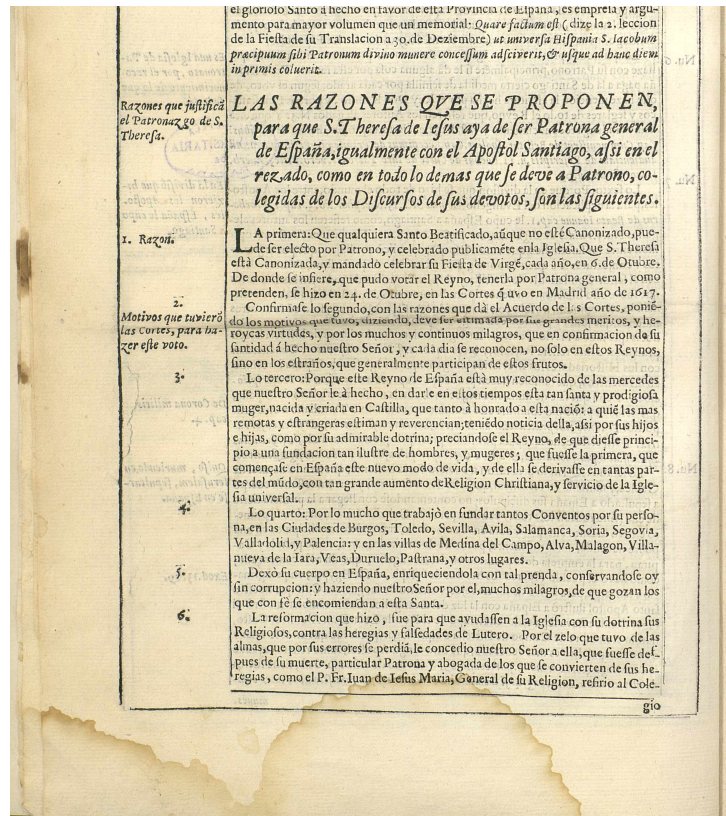 el glorioso Santo à hecho en favor de esta Provincia de España, es empresa y argu-
mento para mayor volumen que un memorial: Quare factum est (dize la 2. leccion
de la Fiesta de su Translacion a 30. de Deziembre) ut universa Hispania S. Iacobum
præcipuum sibi Patronum divino munere concessum adsciverit, & usque ad hanc diem
in primis coluerit.
Razones que justificã
el Patronazgo de S.
Theresa.
LAS RAZONES QVE SE PROPONEN,
para que S. Theresa de Iesus aya de ser Patrona general
de España, igualmente con el Apostol Santiago, assi en el
rezado, como en todo lo demas que se deve a Patrono, co-
legidas de los Discursos de sus devotos, son las siguientes.
1. Razon.
LA primera: Que qualquiera Santo Beatificado, aũque no esté Canonizado, pue-
de ser electo por Patrono, y celebrado publicamẽte en la Iglesia. Que S. Theresa
està Canonizada, y mandado celebrar su Fiesta de Virgẽ, cada año, en 6. de Otubre.
De donde se infiere, que pudo votar el Reyno, tenerla por Patrona general, como
pretenden, se hizo en 24. de Otubre, en las Cortes q̃ uvo en Madrid año de 1617.
2.
Motivos que tuvierõ
las Cortes, para ha-
zer este voto.
Confirmase lo segundo, con las razones que dà el Acuerdo de las Cortes, poniẽ-
do los motivos que tuvo, diziendo, deve ser estimada por sus grandes meritos, y he-
roycas virtudes, y por los muchos y continuos milagros, que en confirmacion de su
santidad à hecho nuestro Señor, y cada dia se reconocen, no solo en estos Reynos,
sino en los estraños, que generalmente participan de estos frutos.
3.
Lo tercero: Porque este Reyno de España està muy reconocido de las mercedes
que nuestro Señor le à hecho, en darle en estos tiempos esta tan santa y prodigiosa
muger, nacida y criada en Castilla, que tanto à honrado a esta naciõ: a quiẽ las mas
remotas y estrangeras estiman y reverencian; teniẽdo noticia della, assi por sus hijos
e hijas, como por su admirable dotrina; preciandose el Reyno, de que diesse princi-
pio a una fundacion tan ilustre de hombres, y mugeres; que fuesse la primera, que
començase en España este nuevo modo de vida, y de ella se derivasse en tantas par-
tes del mũdo, con tan grande aumento de Religion Christiana, y servicio de la Igle-
sia universal.
4.
Lo quarto: Por lo mucho que trabajò en fundar tantos Conventos por su perso-
na, en las Ciudades de Burgos, Toledo, Sevilla, Avila, Salamanca, Soria, Segovia,
Valladolid, y Palencia: y en las villas de Medina del Campo, Alva, Malagon, Villa-
nueva de la Iara, Veas, Duruelo, Pastrana, y otros lugares.
5.
Dexò su cuerpo en España, enriqueciendola con tal prenda, conservandose oy
sin corrupcion: y haziendo nuestro Señor por el, muchos milagros, de que gozan los
que con fè se encomiendan a esta Santa.
6.
La reformacion que hizo, fue para que ayudassen a la Iglesia con su dotrina sus
Religiosos, contra las heregias y falsedades de Lutero. Por el zelo que tuvo de las
almas, que por sus errores se perdiã, le concedio nuestro Señor a ella, que fuesse des-
pues de su muerte, particular Patrona y abogada de los que se convierten de sus he-
regias, como el P. Fr. Iuan de Iesus Maria, General de su Religion, refirio al Cole-
gio